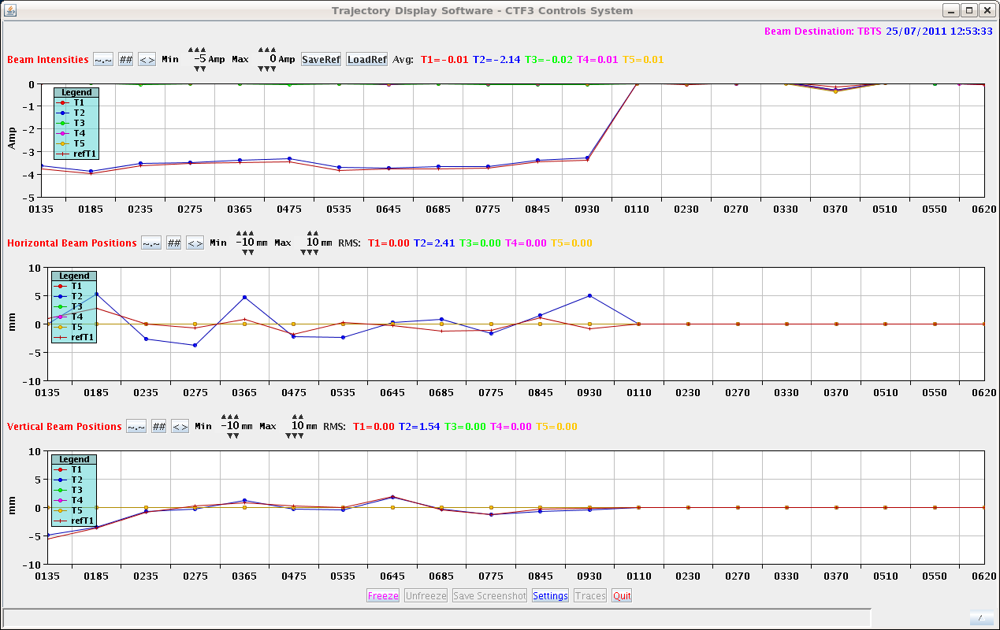 Trajectory Display Software - CTF3 Controls System
Beam Destination: TBTS 25/07/2011 12:53:33
Beam Intensities ~.~ ## <> Min -5 Amp Max 0 Amp SaveRef LoadRef Avg: T1=-0.01 T2=-2.14 T3=-0.02 T4=0.01 T5=0.01
0
-1
-2
-3
-4
-5
Amp
Legend
T1
T2
T3
T4
T5
refT1
0135 0185 0235 0275 0365 0475 0535 0645 0685 0775 0845 0930 0110 0230 0270 0330 0370 0510 0550 0620
Horizontal Beam Positions ~.~ ## <> Min -10 mm Max 10 mm RMS: T1=0.00 T2=2.41 T3=0.00 T4=0.00 T5=0.00
10
5
0
-5
-10
mm
Legend
T1
T2
T3
T4
T5
refT1
0135 0185 0235 0275 0365 0475 0535 0645 0685 0775 0845 0930 0110 0230 0270 0330 0370 0510 0550 0620
Vertical Beam Positions ~.~ ## <> Min -10 mm Max 10 mm RMS: T1=0.00 T2=1.54 T3=0.00 T4=0.00 T5=0.00
10
5
0
-5
-10
mm
Legend
T1
T2
T3
T4
T5
refT1
0135 0185 0235 0275 0365 0475 0535 0645 0685 0775 0845 0930 0110 0230 0270 0330 0370 0510 0550 0620
Freeze Unfreeze Save Screenshot Settings Traces Quit